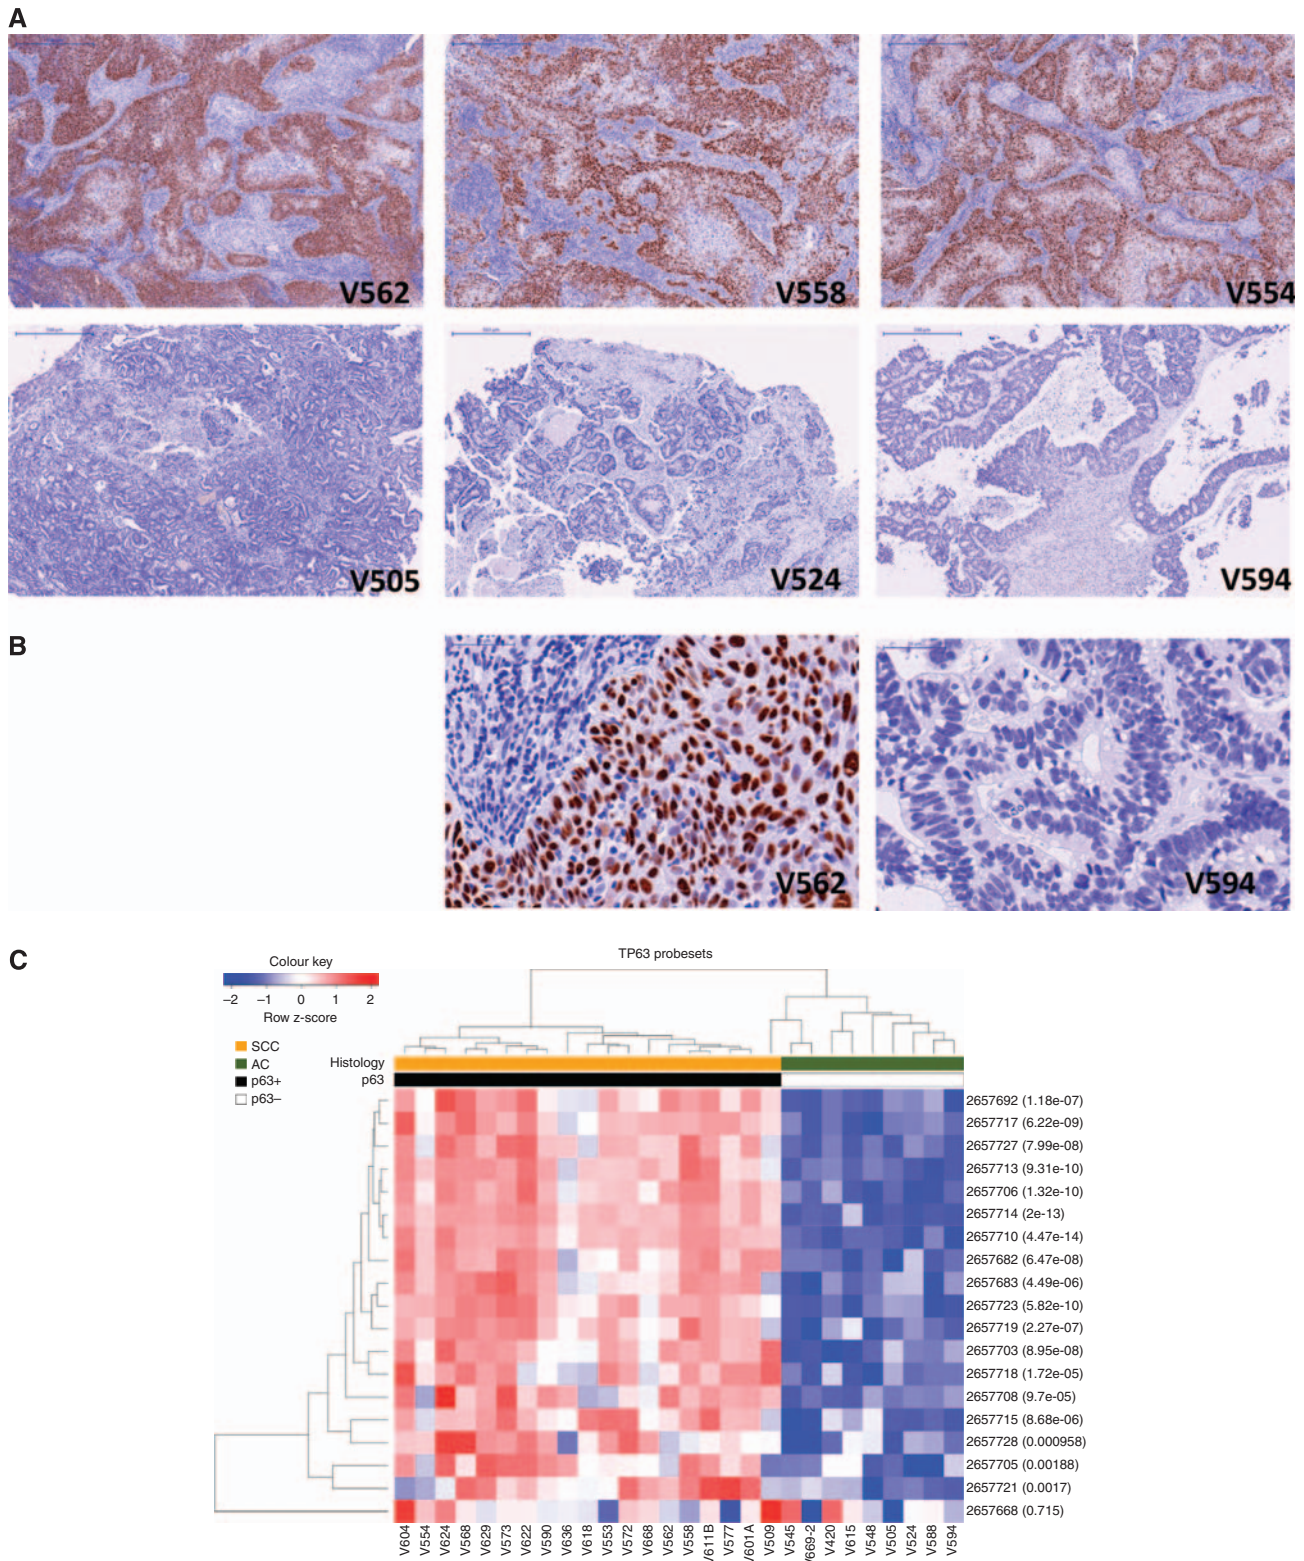 A
V562
V558
V554
V505
V524
V594
B
V562
V594
C
TP63 probesets
Colour key
−2 −1 0 1 2
Row z-score
SCC
AC
p63+
p63−
Histology
p63
2657692 (1.18e-07)
2657717 (6.22e-09)
2657727 (7.99e-08)
2657713 (9.31e-10)
2657706 (1.32e-10)
2657714 (2e-13)
2657710 (4.47e-14)
2657682 (6.47e-08)
2657683 (4.49e-06)
2657723 (5.82e-10)
2657719 (2.27e-07)
2657703 (8.95e-08)
2657718 (1.72e-05)
2657708 (9.7e-05)
2657715 (8.68e-06)
2657728 (0.000958)
2657705 (0.00188)
2657721 (0.0017)
2657668 (0.715)
V604 V554 V624 V568 V629 V573 V622 V590 V636 V618 V553 V572 V668 V562 V558 V611B V577 V601A V509 V545 V669-2 V420 V615 V548 V505 V524 V588 V594